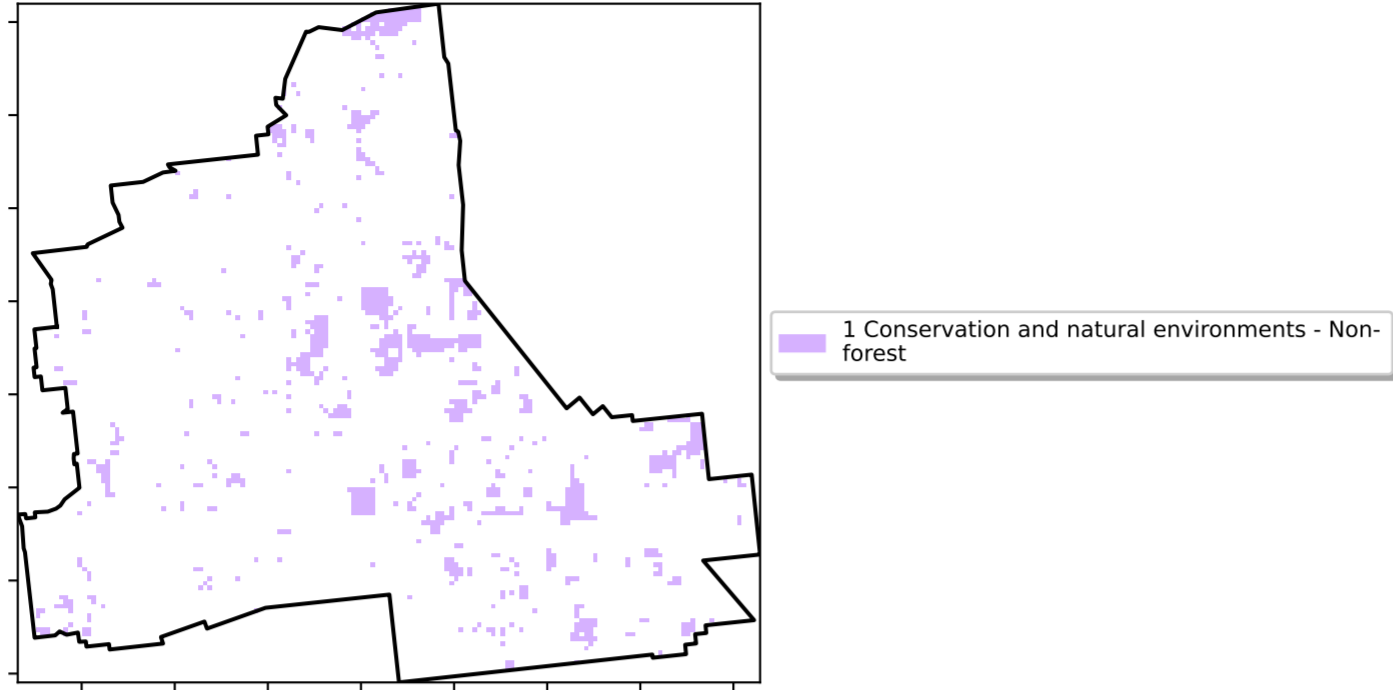 1 Conservation and natural environments - Non-
forest